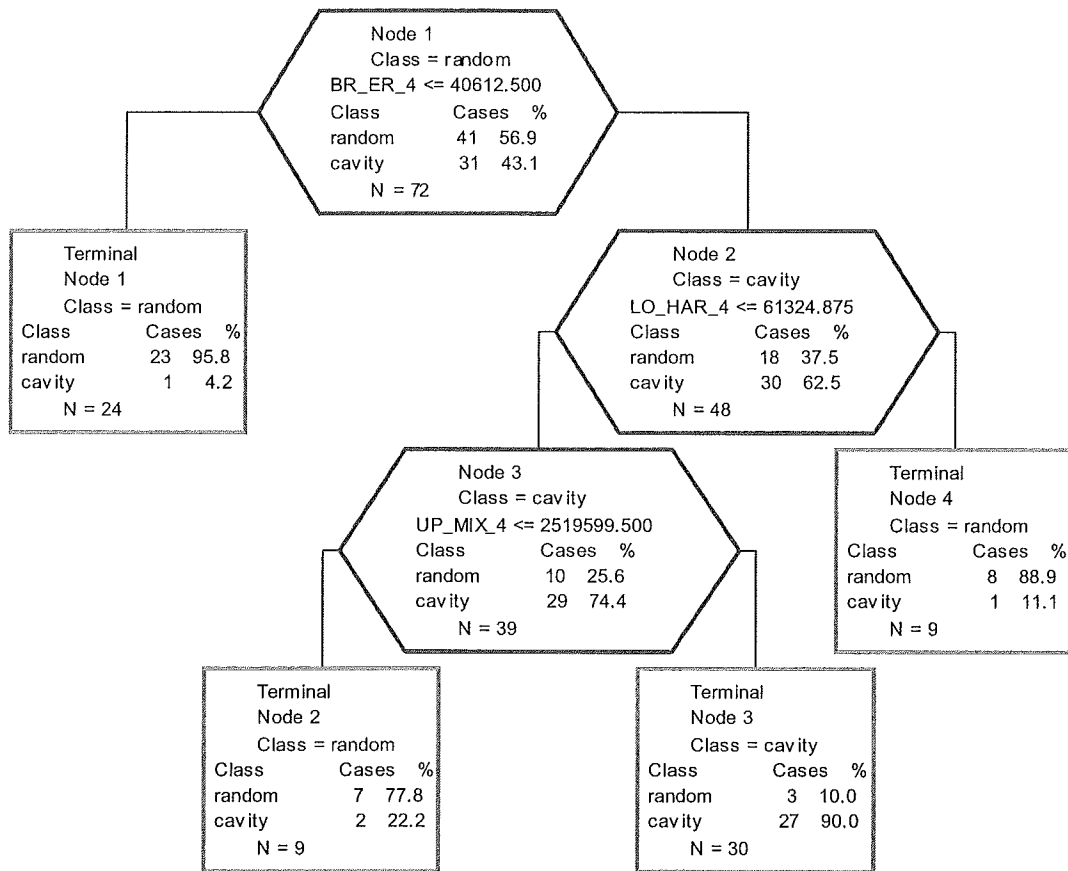 Node 1
Class = random
BR_ER_4 <= 40612.500
Class Cases %
random 41 56.9
cavity 31 43.1
N = 72
Terminal
Node 1
Class = random
Class Cases %
random 23 95.8
cavity 1 4.2
N = 24
Node 2
Class = cavity
LO_HAR_4 <= 61324.875
Class Cases %
random 18 37.5
cavity 30 62.5
N = 48
Node 3
Class = cavity
UP_MIX_4 <= 2519599.500
Class Cases %
random 10 25.6
cavity 29 74.4
N = 39
Terminal
Node 4
Class = random
Class Cases %
random 8 88.9
cavity 1 11.1
N = 9
Terminal
Node 2
Class = random
Class Cases %
random 7 77.8
cavity 2 22.2
N = 9
Terminal
Node 3
Class = cavity
Class Cases %
random 3 10.0
cavity 27 90.0
N = 30